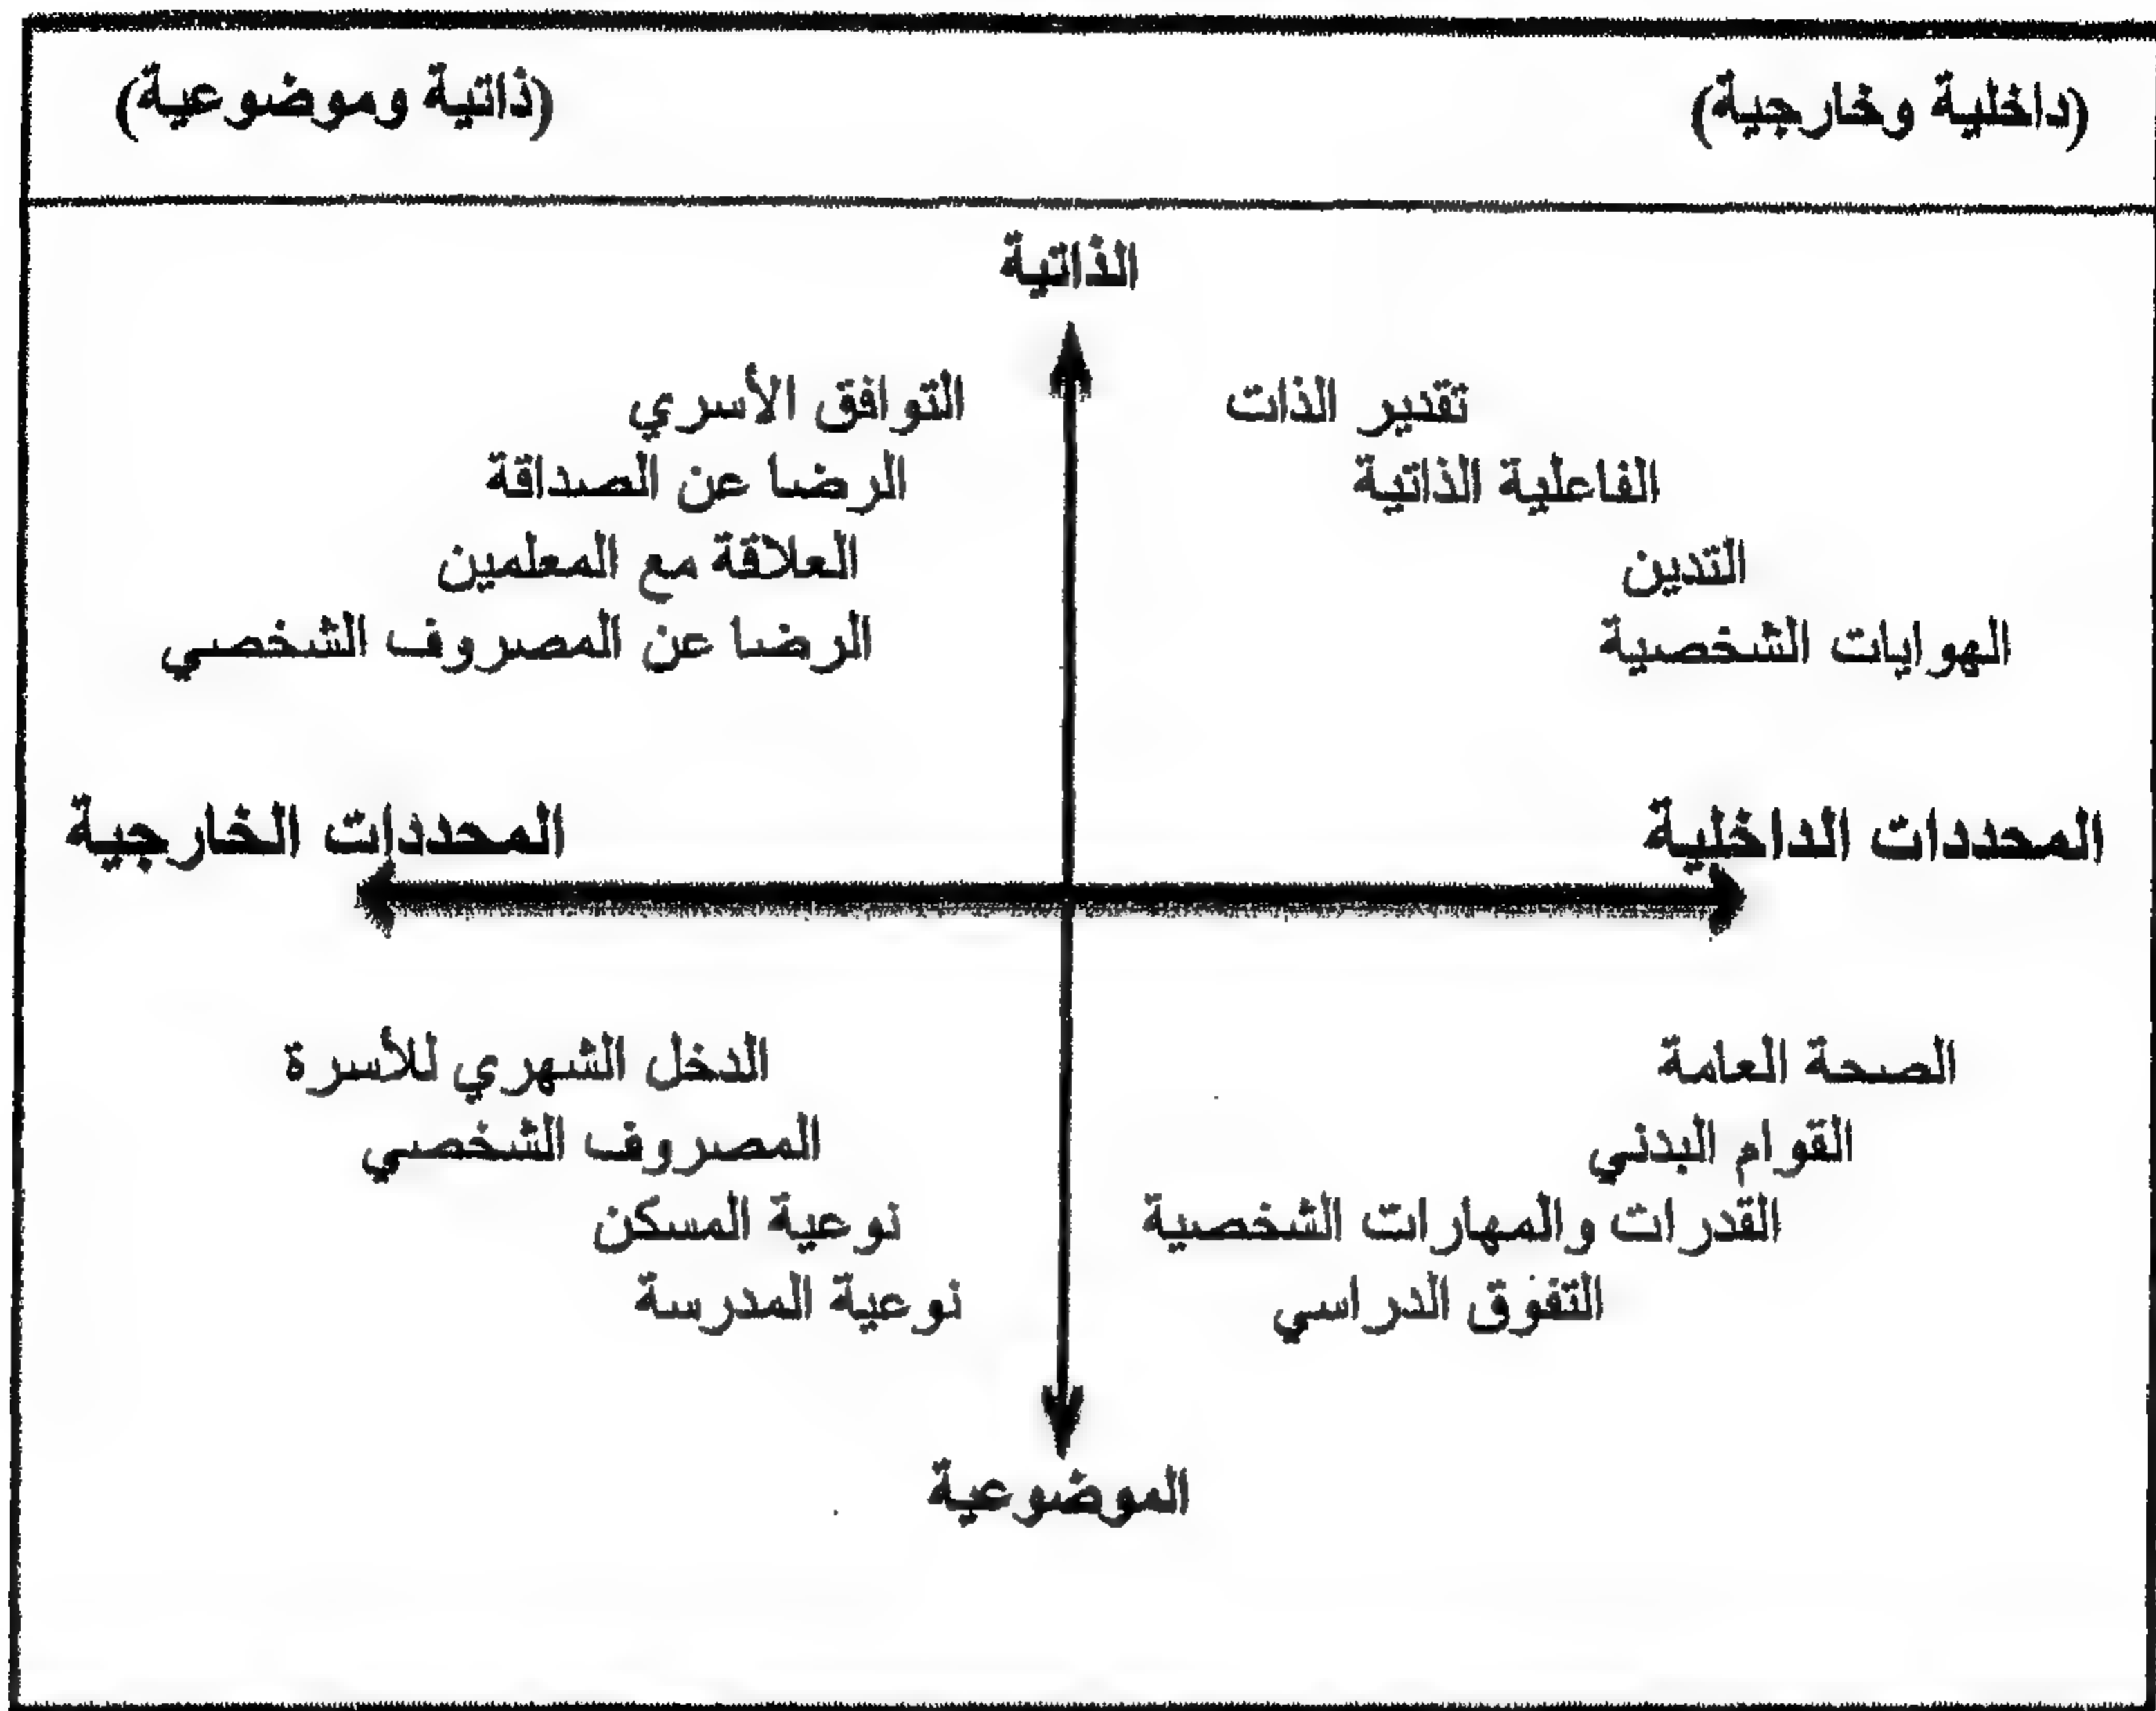 (داخلية وخارجية)
(ذاتية وموضوعية)
الذاتية
تقدير الذات
الفاعلية الذاتية
التدين
الهوايات الشخصية
التوافق الأسري
الرضا عن الصداقة
العلاقة مع المعلمين
الرضا عن المصروف الشخصي
المحددات الداخلية
المحددات الخارجية
الصحة العامة
القوام البدني
القدرات والمهارات الشخصية
التفوق الدراسي
الدخل الشهري للأسرة
المصروف الشخصي
نوعية المسكن
نوعية المدرسة
الموضوعية